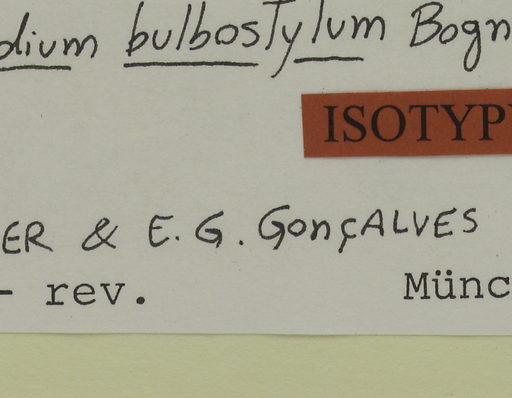 dium bulbostylum Bogn
ISOTYP
ER & E. G. GONÇALVES
- rev. Münc